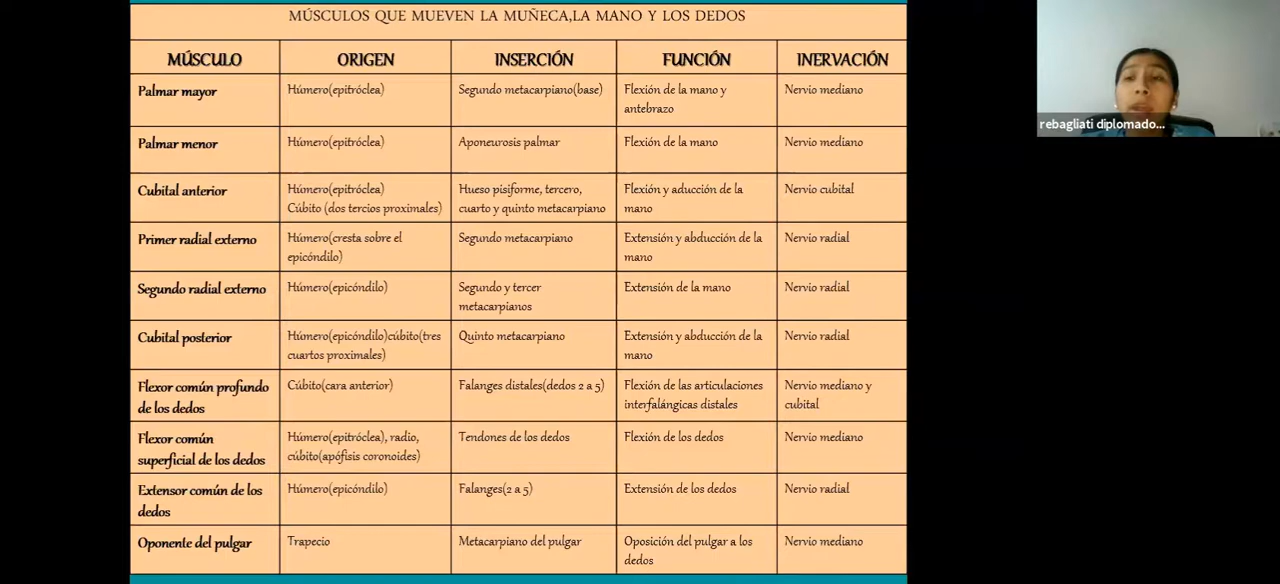 MÚSCULOS QUE MUEVEN LA MUÑECA,LA MANO Y LOS DEDOS
MÚSCULO ORIGEN INSERCIÓN FUNCIÓN INERVACIÓN
Palmar mayor
Húmero(epitróclea)
Segundo metacarpiano(base)
Flexión de la mano y
antebrazo
Nervio mediano
Palmar menor
Húmero(epitróclea)
Aponeurosis palmar
Flexión de la mano
Nervio mediano
Cubital anterior
Húmero(epitróclea)
Cúbito (dos tercios proximales)
Hueso pisiforme, tercero,
cuarto y quinto metacarpiano
Flexión y aducción de la
mano
Nervio cubital
Primer radial externo
Húmero(cresta sobre el
epicóndilo)
Segundo metacarpiano
Extensión y abducción de la
mano
Nervio radial
Segundo radial externo
Húmero(epicóndilo)
Segundo y tercer
metacarpianos
Extensión de la mano
Nervio radial
Cubital posterior
Húmero(epicóndilo)cúbito(tres
cuartos proximales)
Quinto metacarpiano
Extensión y abducción de la
mano
Nervio radial
Flexor común profundo
de los dedos
Cúbito(cara anterior)
Falanges distales(dedos 2 a 5)
Flexión de las articulaciones
interfalángicas distales
Nervio mediano y
cubital
Flexor común
superficial de los dedos
Húmero(epitróclea), radio,
cúbito(apófisis coronoides)
Tendones de los dedos
Flexión de los dedos
Nervio mediano
Extensor común de los
dedos
Húmero(epicóndilo)
Falanges(2 a 5)
Extensión de los dedos
Nervio radial
Oponente del pulgar
Trapecio
Metacarpiano del pulgar
Oposición del pulgar a los
dedos
Nervio mediano
rebagliati diplomado...